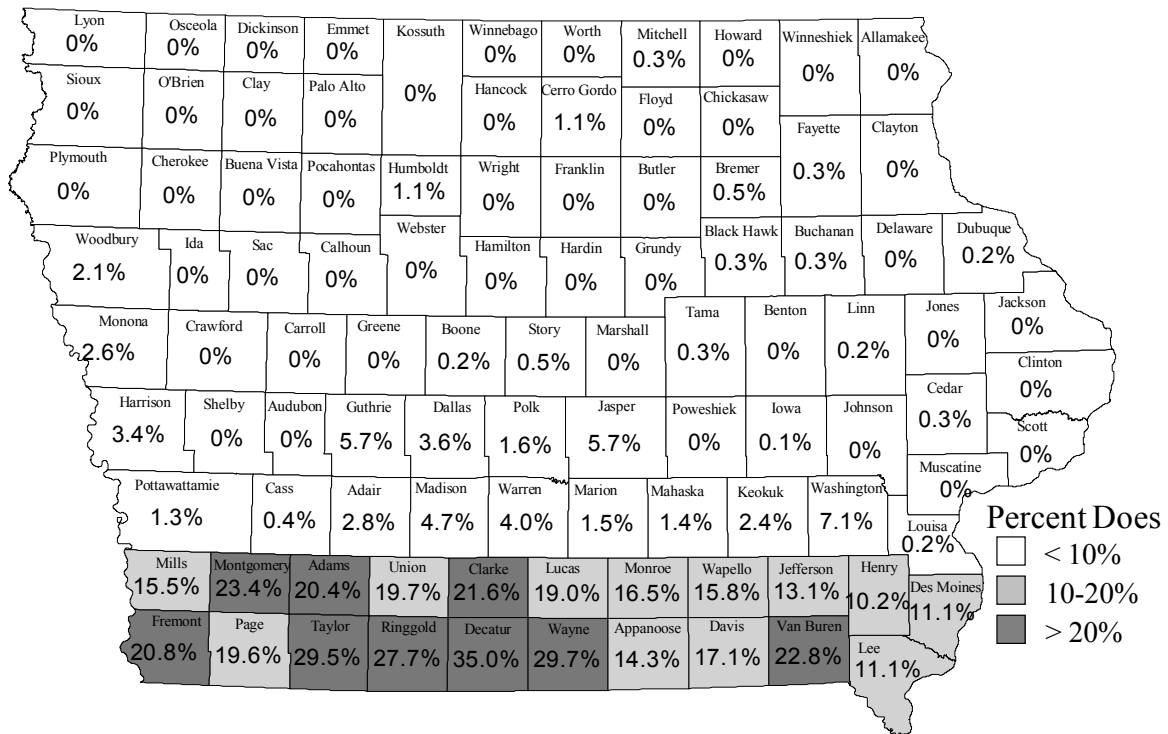 Lyon Osceola Dickinson Emmet Kossuth Winnebago Worth Mitchell Howard Winneshiek Allamakee
0% 0% 0% 0% 0% 0% 0% 0.3% 0% 0% 0%
Sioux O'Brien Clay Palo Alto Hancock Cerro Gordo Floyd Chickasaw
0% 0% 0% 0% 0% 1.1% 0% 0%
Fayette Clayton
0.3% 0%
Plymouth Cherokee Buena Vista Pocahontas Humboldt Wright Franklin Butler Bremer
0% 0% 0% 0% 1.1% 0% 0% 0% 0.5%
Woodbury Ida Sac Calhoun Webster Hamilton Hardin Grundy Black Hawk Buchanan Delaware Dubuque
2.1% 0% 0% 0% 0% 0% 0% 0% 0.3% 0.3% 0% 0.2%
Monona Crawford Carroll Greene Boone Story Marshall Tama Benton Linn Jones Jackson
2.6% 0% 0% 0% 0.2% 0.5% 0% 0.3% 0% 0.2% 0% 0%
Clinton
0%
Harrison Shelby Audubon Guthrie Dallas Polk Jasper Poweshiek Iowa Johnson Cedar Scott
3.4% 0% 0% 5.7% 3.6% 1.6% 5.7% 0% 0.1% 0% 0.3% 0%
Muscatine
0%
Pottawattamie Cass Adair Madison Warren Marion Mahaska Keokuk Washington Louisa
1.3% 0.4% 2.8% 4.7% 4.0% 1.5% 1.4% 2.4% 7.1% 0.2%
Mills Montgomery Adams Union Clarke Lucas Monroe Wapello Jefferson Henry Des Moines
15.5% 23.4% 20.4% 19.7% 21.6% 19.0% 16.5% 15.8% 13.1% 10.2% 11.1%
Fremont Page Taylor Ringgold Decatur Wayne Appanoose Davis Van Buren Lee
20.8% 19.6% 29.5% 27.7% 35.0% 29.7% 14.3% 17.1% 22.8% 11.1%
Percent Does
< 10%
10-20%
> 20%